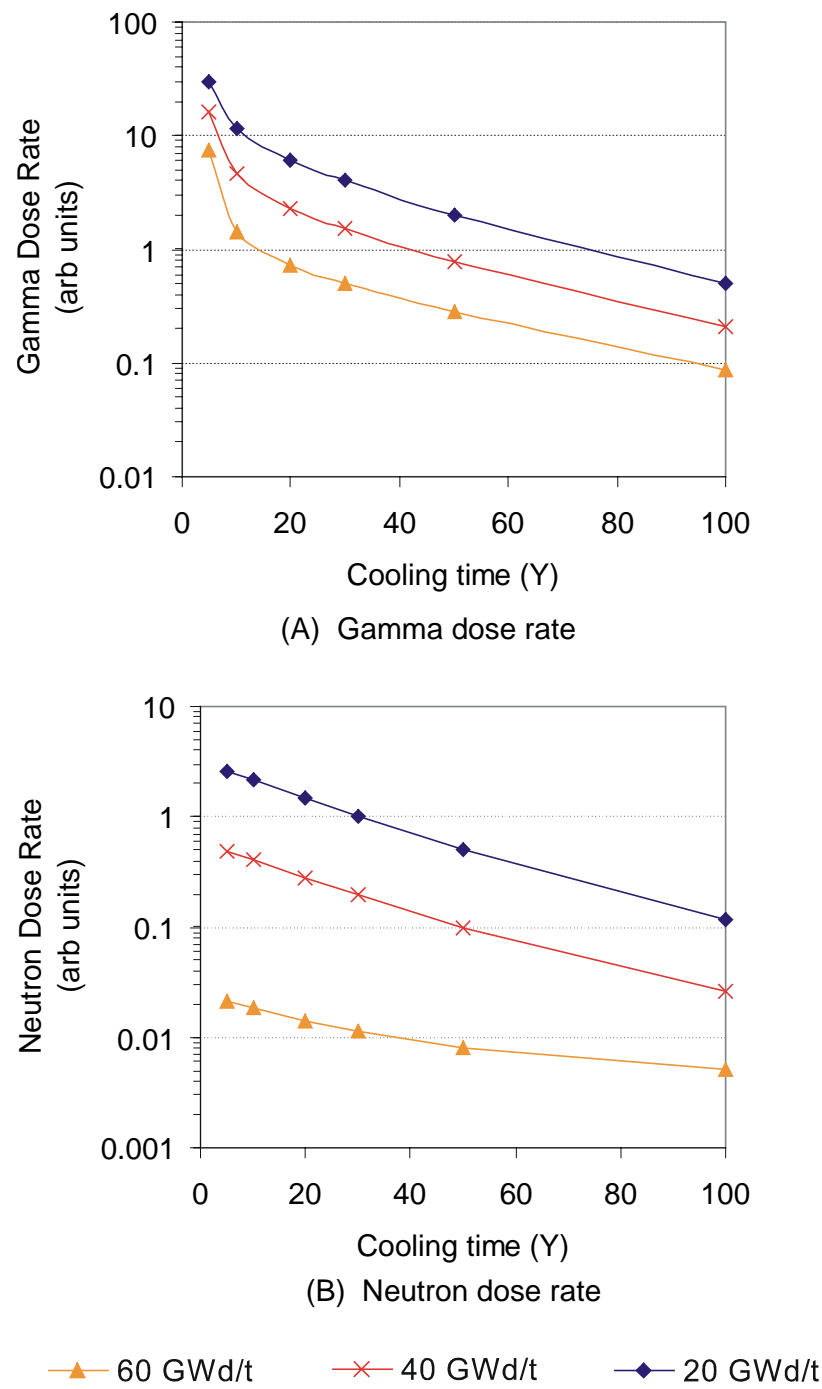 100
10
1
0.1
0.01
Gamma Dose Rate
(arb units)
0 20 40 60 80 100
Cooling time (Y)
(A) Gamma dose rate
10
1
0.1
0.01
0.001
Neutron Dose Rate
(arb units)
0 20 40 60 80 100
Cooling time (Y)
(B) Neutron dose rate
60 GWd/t 40 GWd/t 20 GWd/t